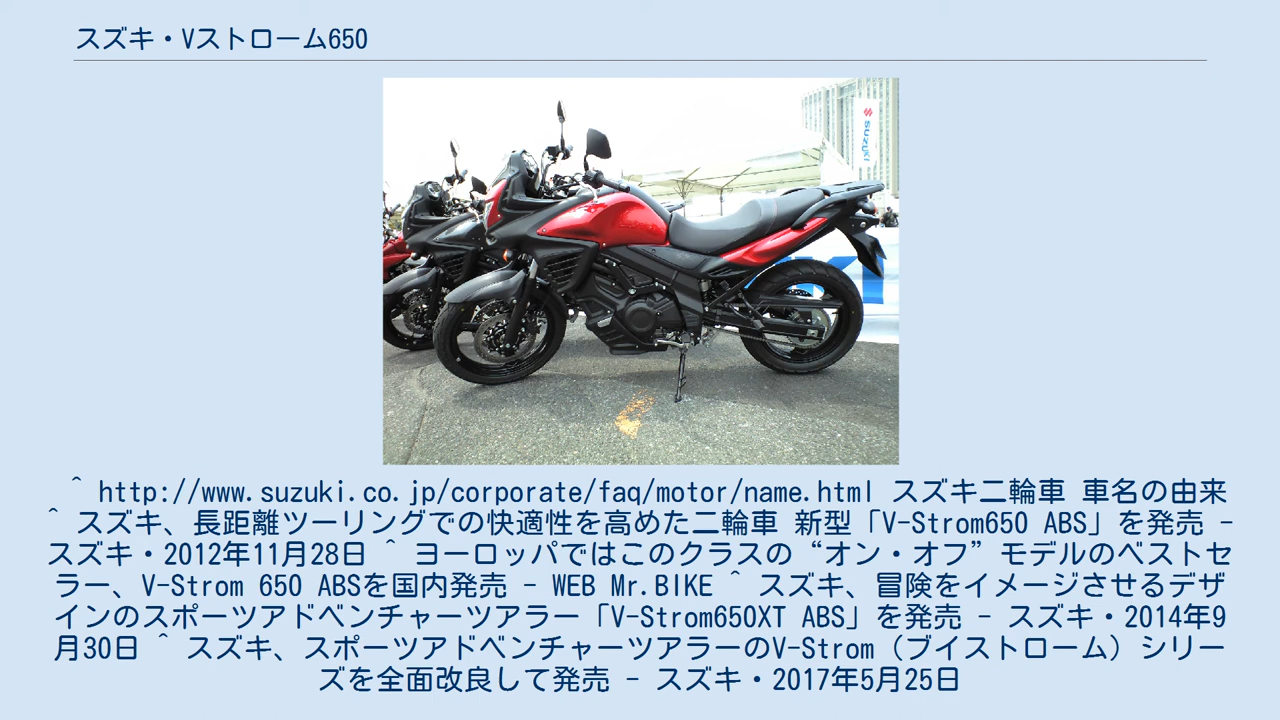 スズキ・Vストローム650
SUZUKI
^ http://www.suzuki.co.jp/corporate/faq/motor/name.html スズキ二輪車 車名の由来
^ スズキ、長距離ツーリングでの快適性を高めた二輪車 新型「V-Strom650 ABS」を発売 -
スズキ・2012年11月28日 ^ ヨーロッパではこのクラスの“オン・オフ”モデルのベストセ
ラー、V-Strom 650 ABSを国内発売 - WEB Mr.BIKE ^ スズキ、冒険をイメージさせるデザ
インのスポーツアドベンチャーツアラー「V-Strom650XT ABS」を発売 - スズキ・2014年9
月30日 ^ スズキ、スポーツアドベンチャーツアラーのV-Strom（ブイストローム）シリー
ズを全面改良して発売 - スズキ・2017年5月25日